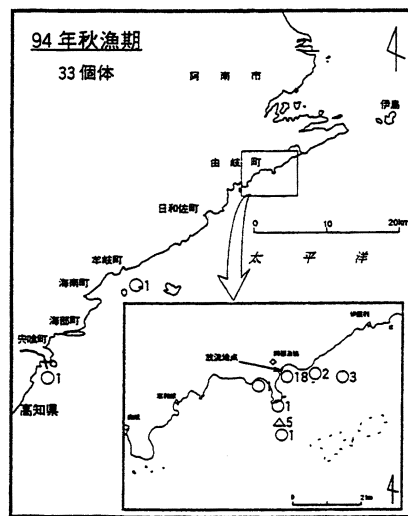 94年秋漁期
33個体
阿南市
伊島
由岐町
日和佐町
0 10 20km
太平洋
牟岐町
海南町
1
海部町
宍喰町
1
高知県
放流地点
18 2 3
1
5
1
0 2km